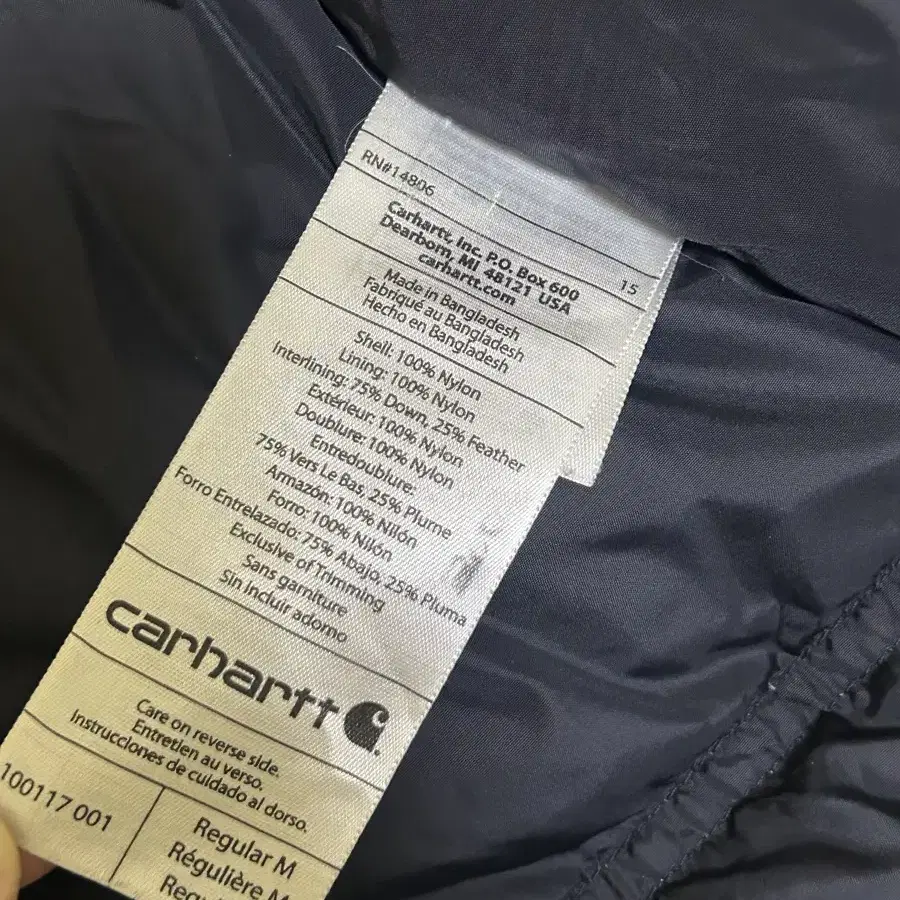 RN#14806
15
Carhartt, Inc. P.O. Box 600
Dearborn, MI 48121 USA
carhartt.com
Made in Bangladesh
Fabriqué au Bangladesh
Hecho en Bangladesh
Shell: 100% Nylon
Lining: 100% Nylon
Interlining: 75% Down, 25% Feather
Extérieur: 100% Nylon
Doublure: 100% Nylon
Entredoublure:
75% Vers Le Bas, 25% Plume
Armazón: 100% Nilón
Forro: 100% Nilón
Forro Entrelazado: 75% Abajo, 25% Pluma
Exclusive of Trimming
Sans garniture
Sin incluir adorno
carhartt
Care on reverse side.
Entretien au verso.
Instrucciones de cuidado al dorso.
100117 001
Regular M
Régulière M